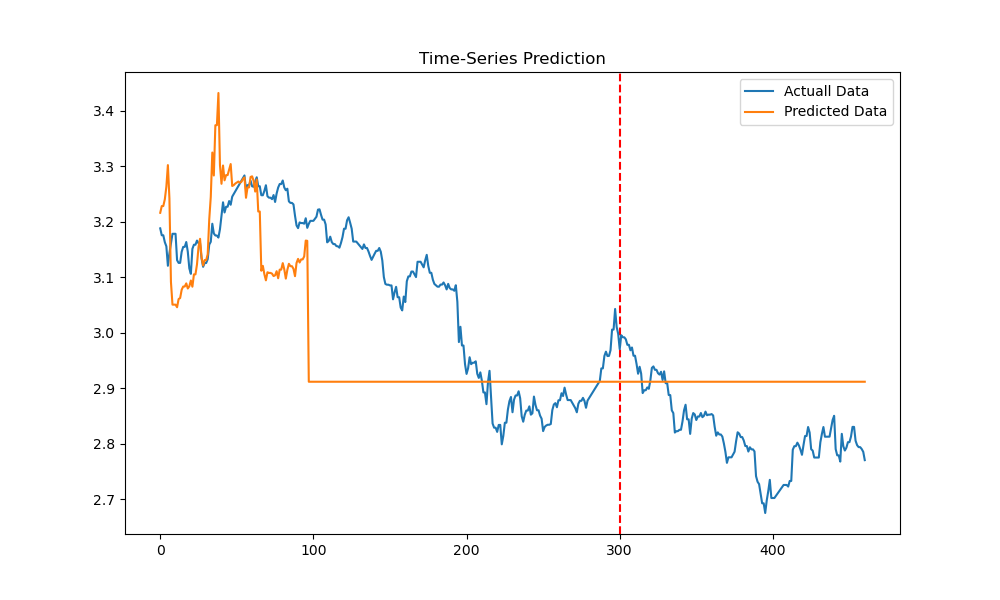 Time-Series Prediction
Actuall Data
Predicted Data
3.4
3.3
3.2
3.1
3.0
2.9
2.8
2.7
0 100 200 300 400